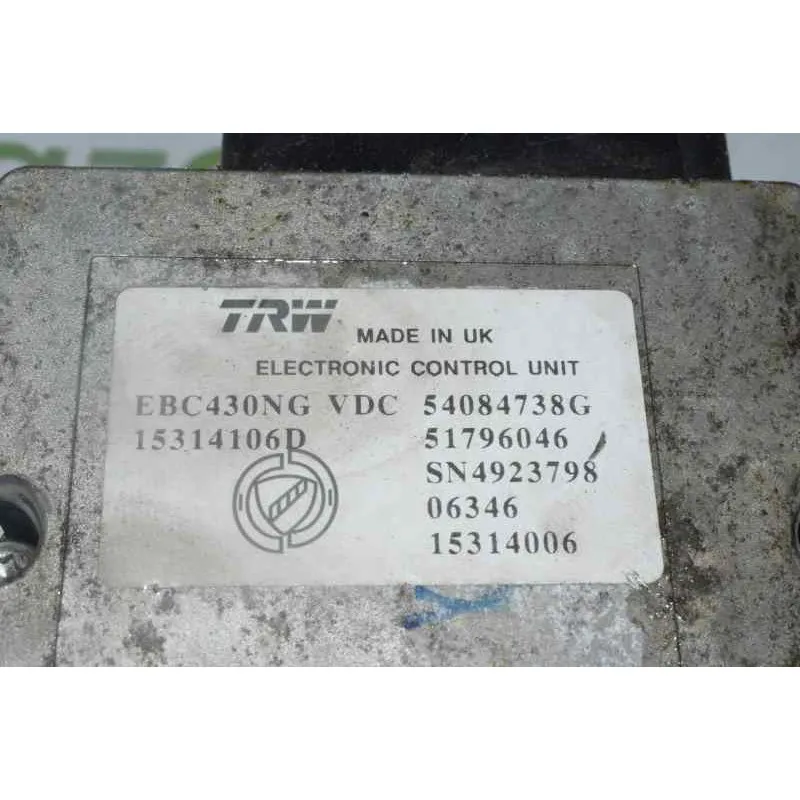 TRW MADE IN UK
ELECTRONIC CONTROL UNIT
EBC430NG VDC 54084738G
15314106D 51796046
SN4923798
06346
15314006